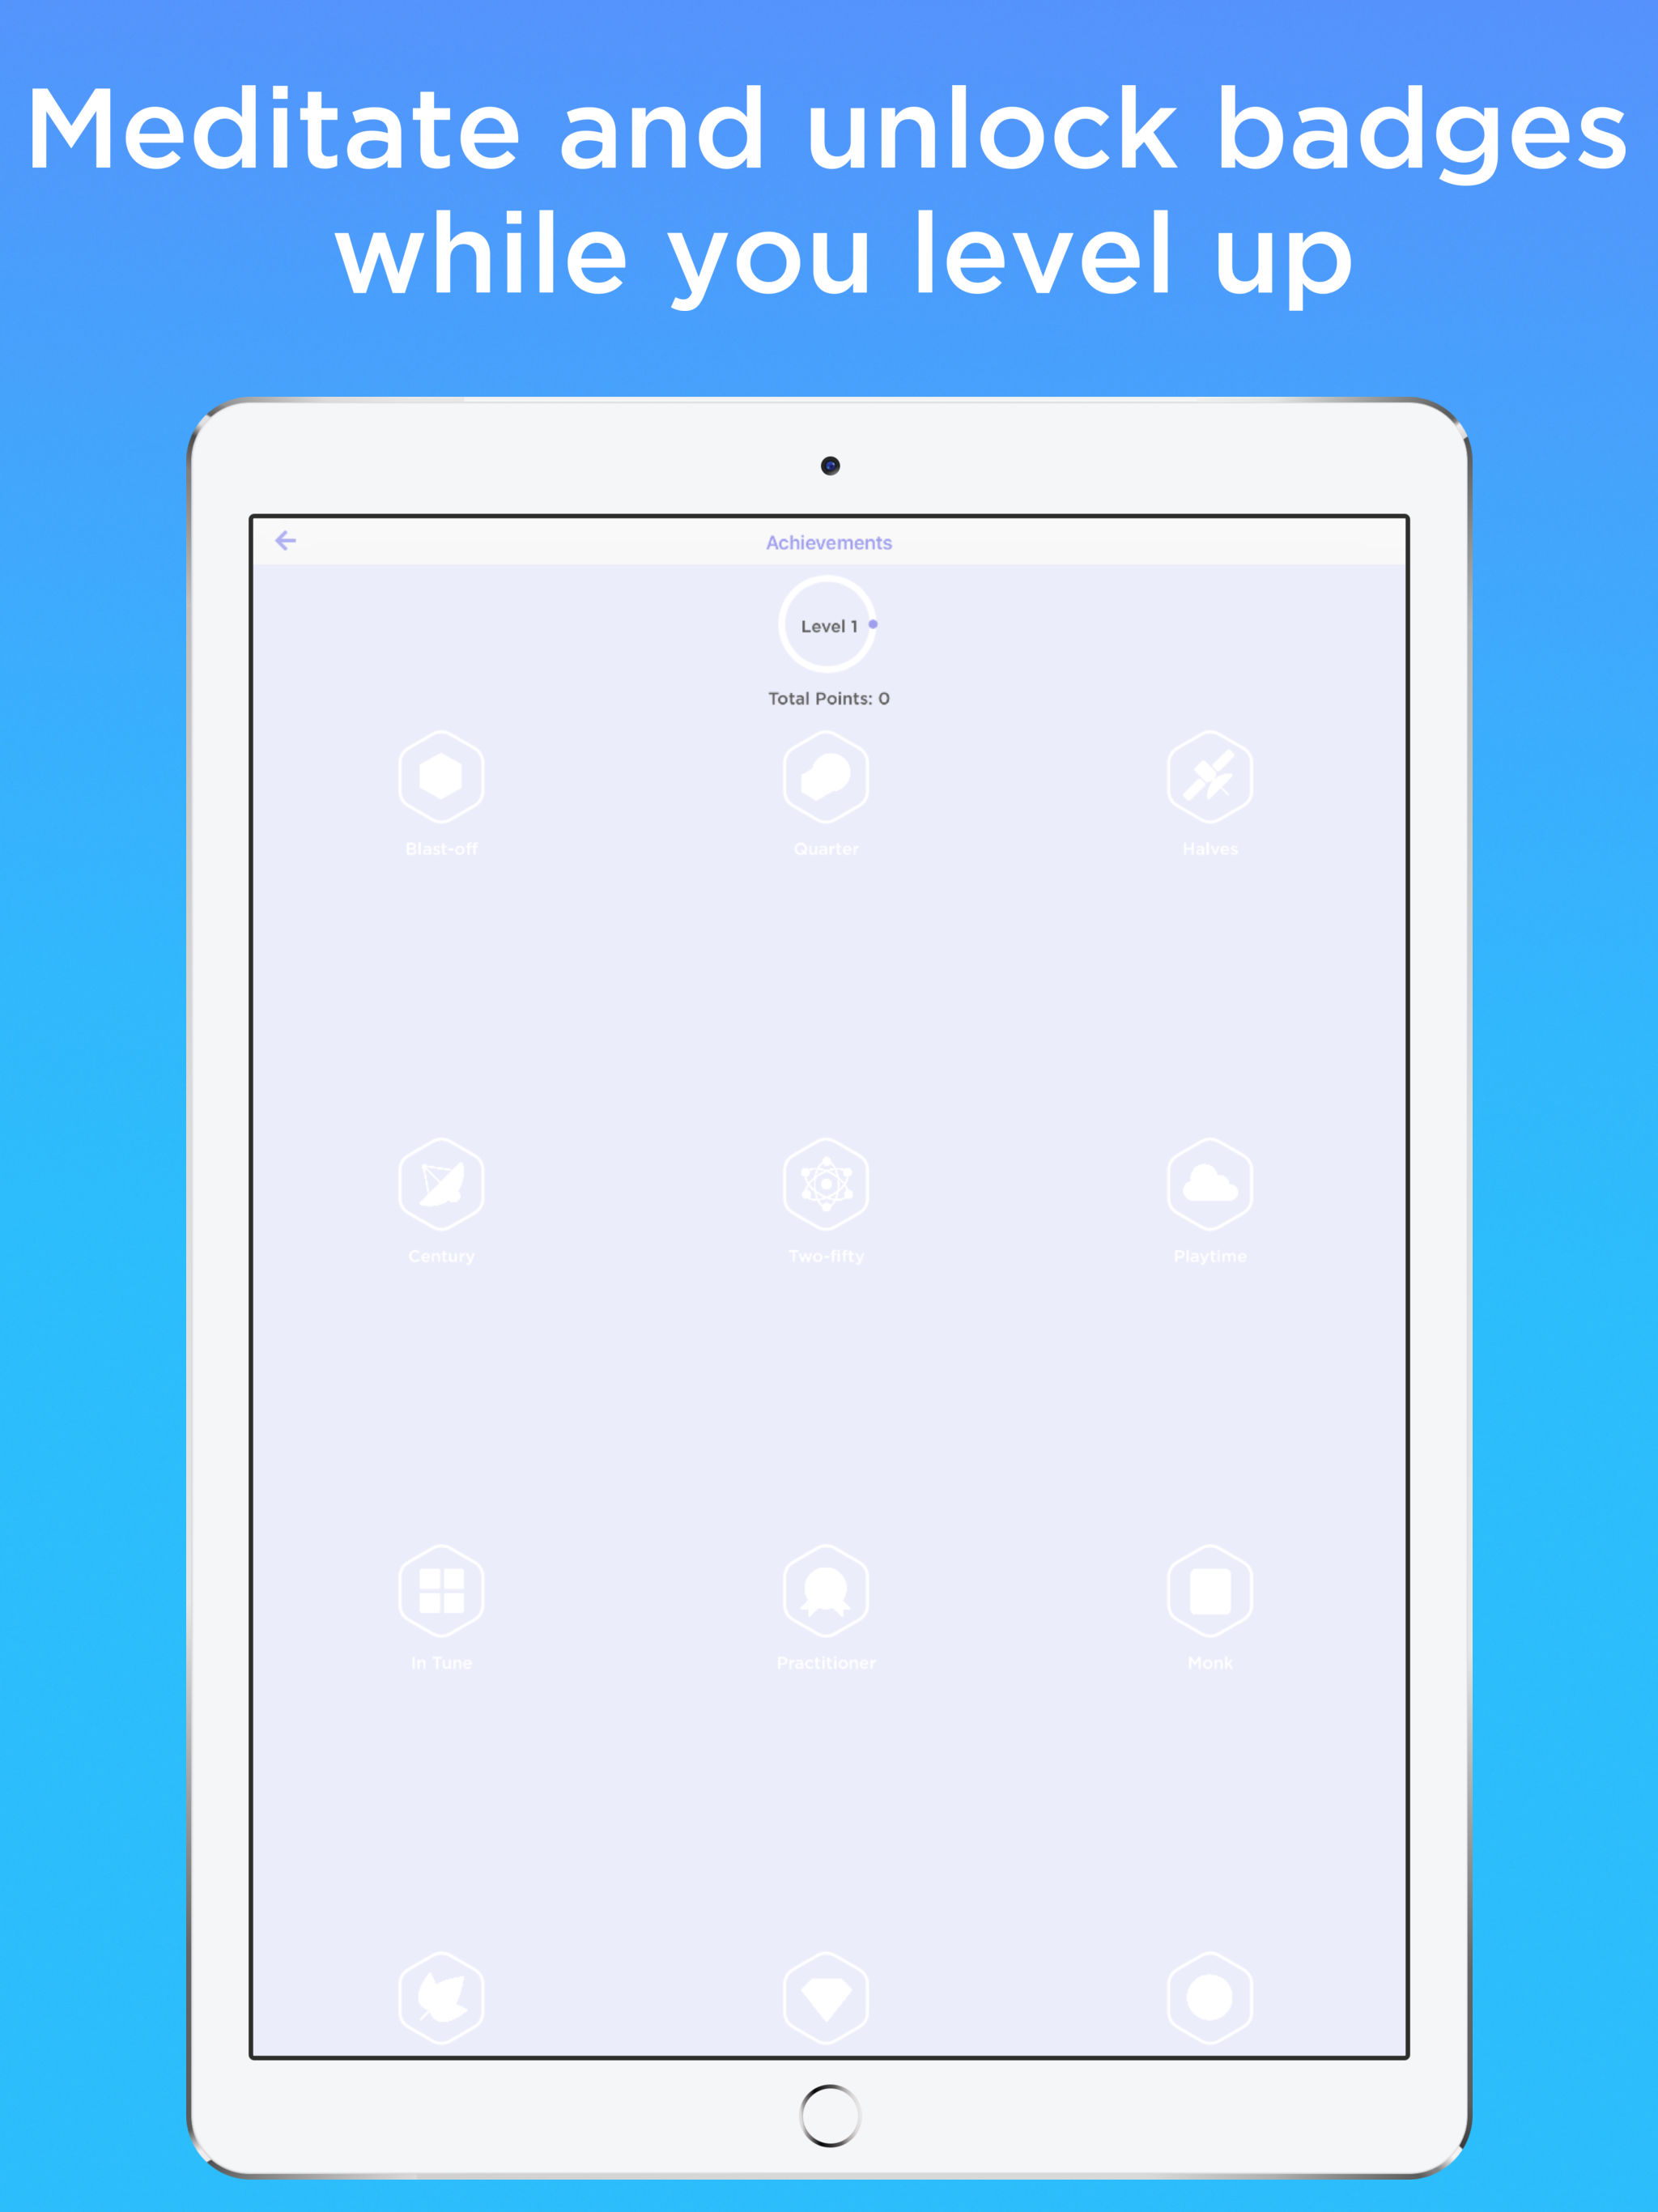 Meditate and unlock badges
while you level up
Achievements
Level 1
Total Points: 0
Blast-off
Quarter
Halves
Century
Two-fifty
Playtime
In Tune
Practitioner
Monk